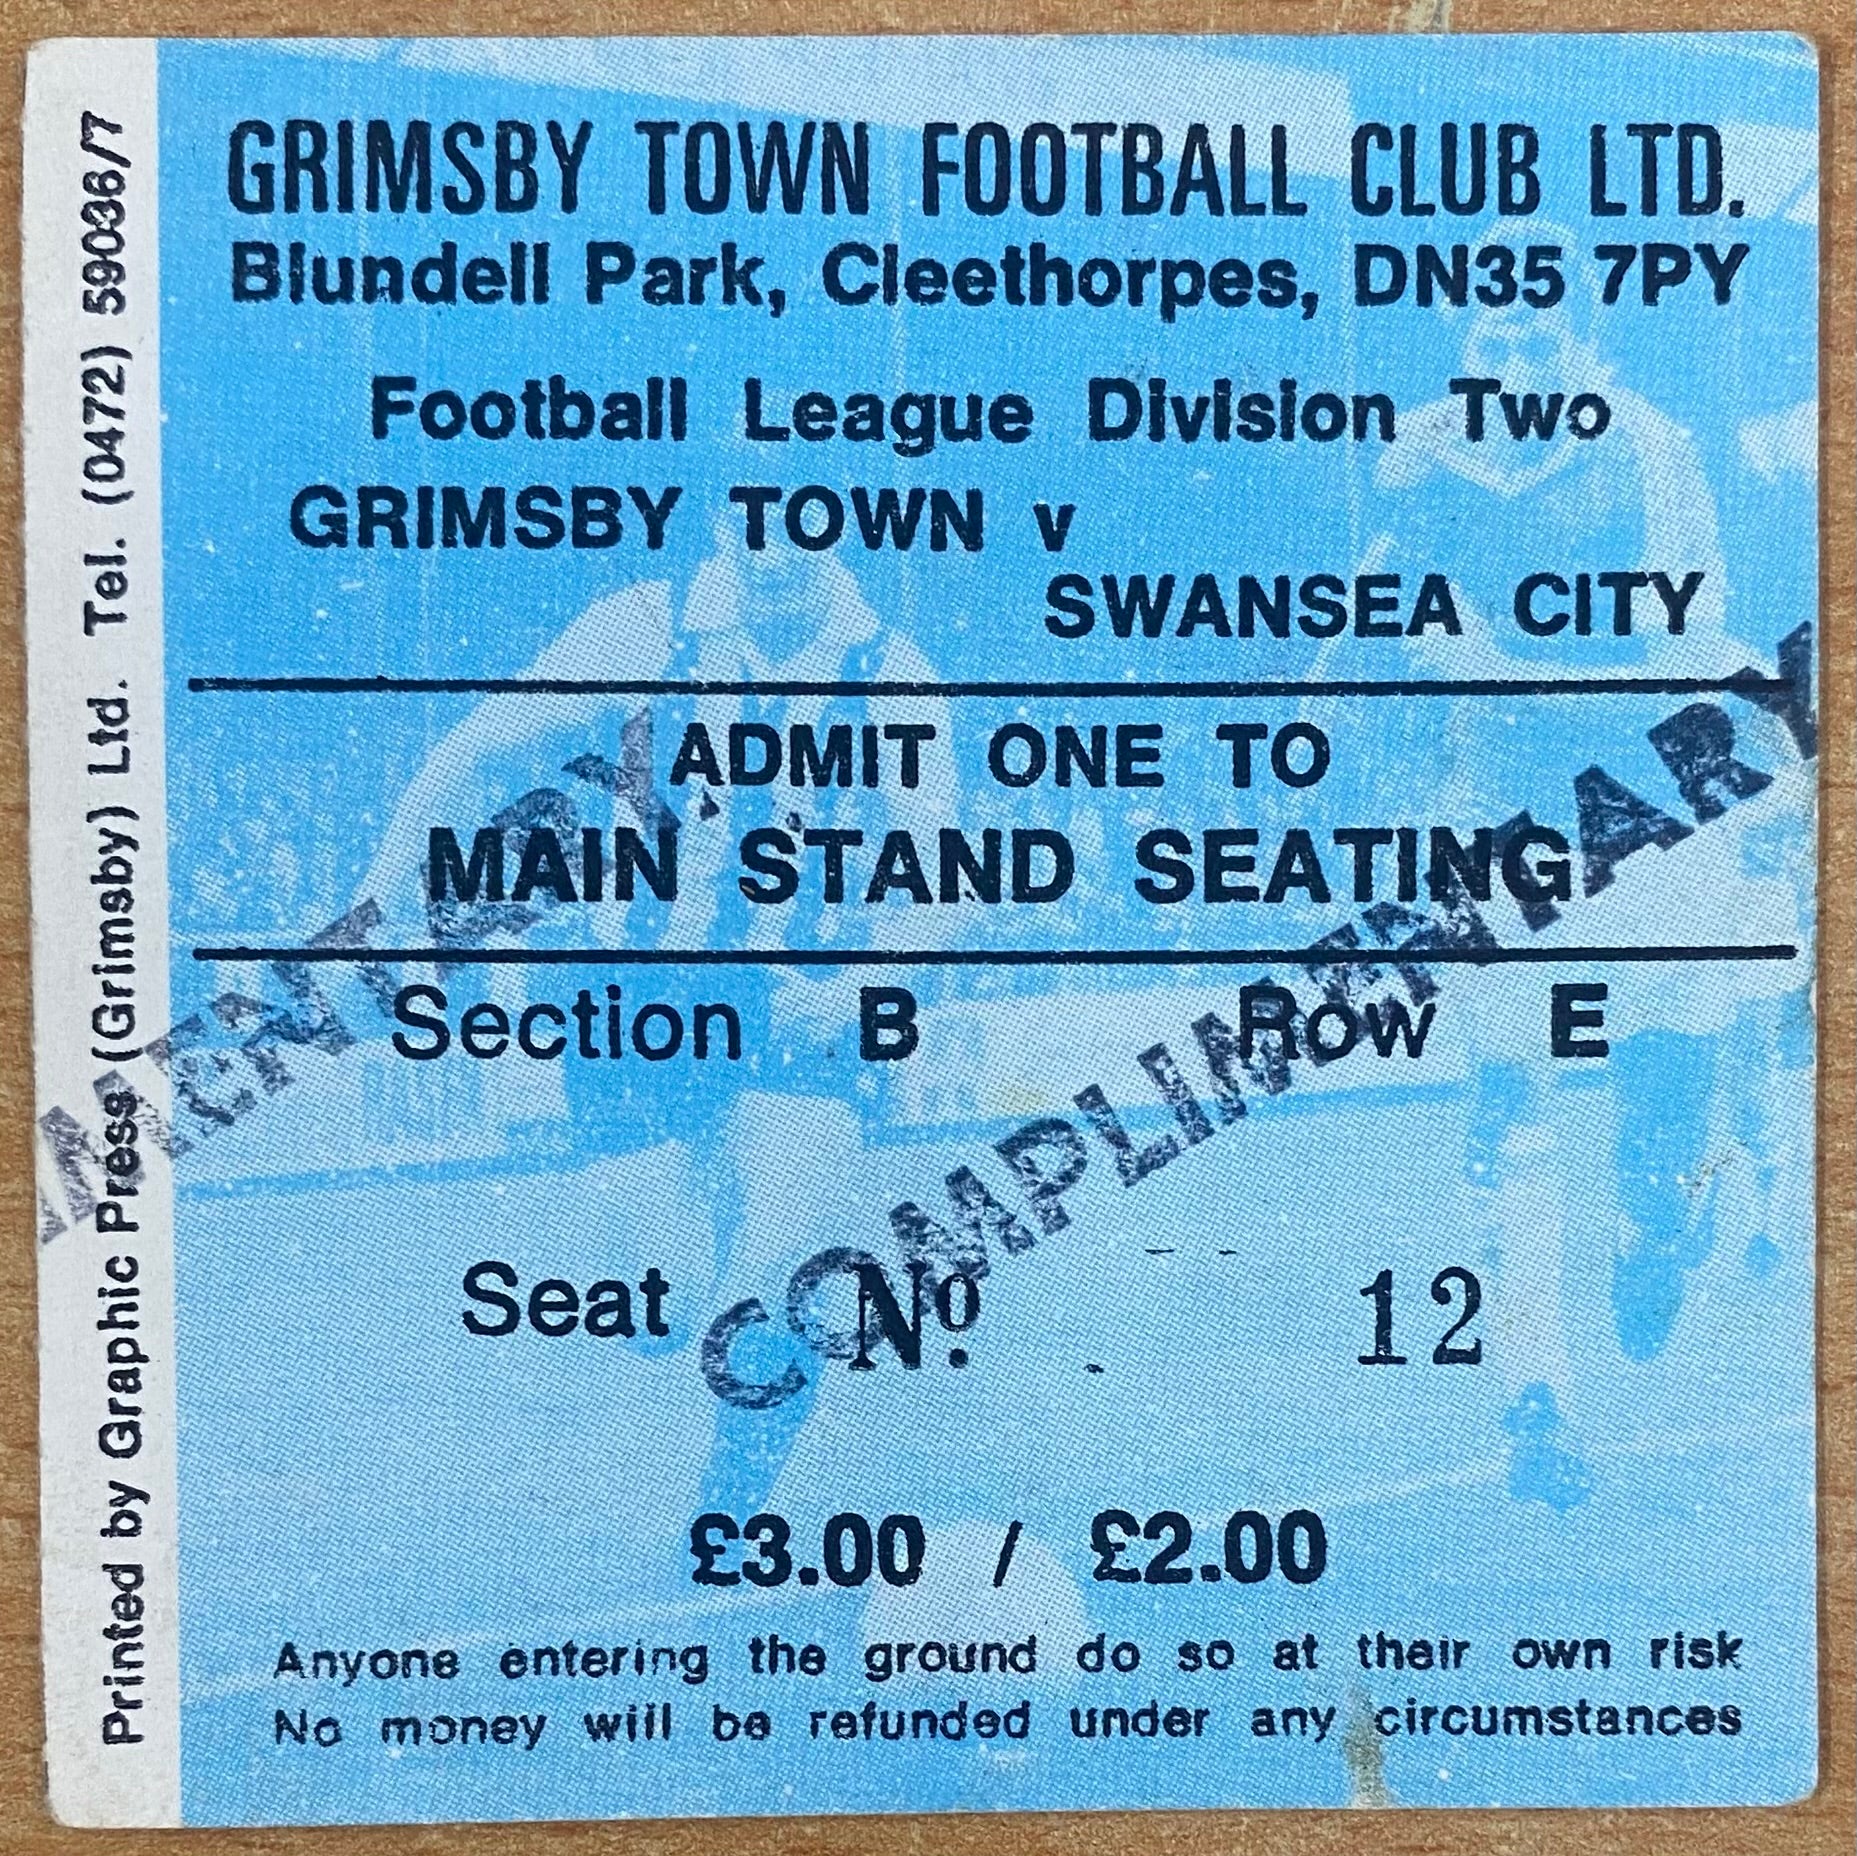 GRIMSBY TOWN FOOTBALL CLUB LTD.
Blundell Park, Cleethorpes, DN35 7PY
Football League Division Two
GRIMSBY TOWN v
SWANSEA CITY
ADMIT ONE TO
MAIN STAND SEATING
Section B Row E
Seat No. 12
£3.00 / £2.00
Anyone entering the ground do so at their own risk
No money will be refunded under any circumstances
Printed by Graphic Press (Grimsby) Ltd. Tel. (0472) 59036/7
MENTARY
COMPLIMENTARY